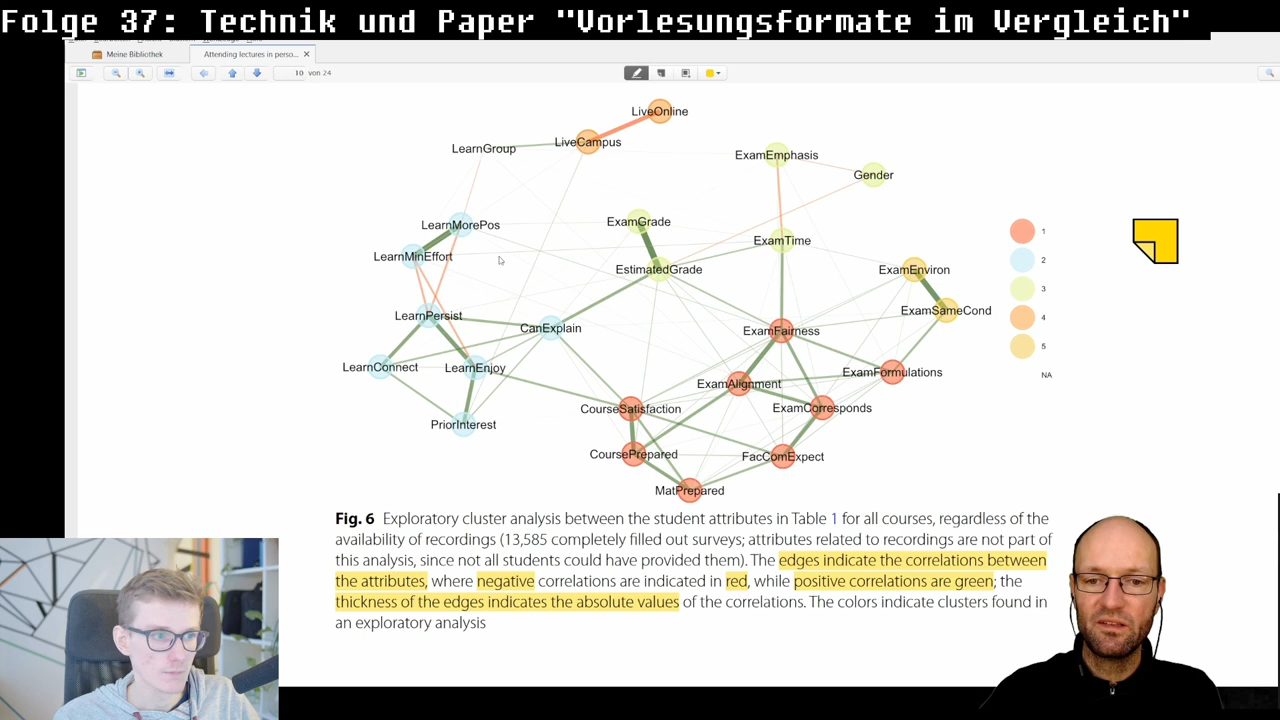 Folge 37: Technik und Paper "Vorlesungsformate im Vergleich"
Meine Bibliothek
Attending lectures in perso...
10 von 24
LiveOnline
LiveCampus
LearnGroup
ExamEmphasis
Gender
LearnMorePos
ExamGrade
ExamTime
LearnMinEffort
EstimatedGrade
ExamEnviron
ExamSameCond
LearnPersist
CanExplain
ExamFairness
LearnConnect
LearnEnjoy
ExamFormulations
ExamAlignment
CourseSatisfaction
ExamCorresponds
PriorInterest
CoursePrepared
FacComExpect
MatPrepared
1
2
3
4
5
NA
Fig. 6 Exploratory cluster analysis between the student attributes in Table 1 for all courses, regardless of the
availability of recordings (13,585 completely filled out surveys; attributes related to recordings are not part of
this analysis, since not all students could have provided them). The edges indicate the correlations between
the attributes, where negative correlations are indicated in red, while positive correlations are green; the
thickness of the edges indicates the absolute values of the correlations. The colors indicate clusters found in
an exploratory analysis